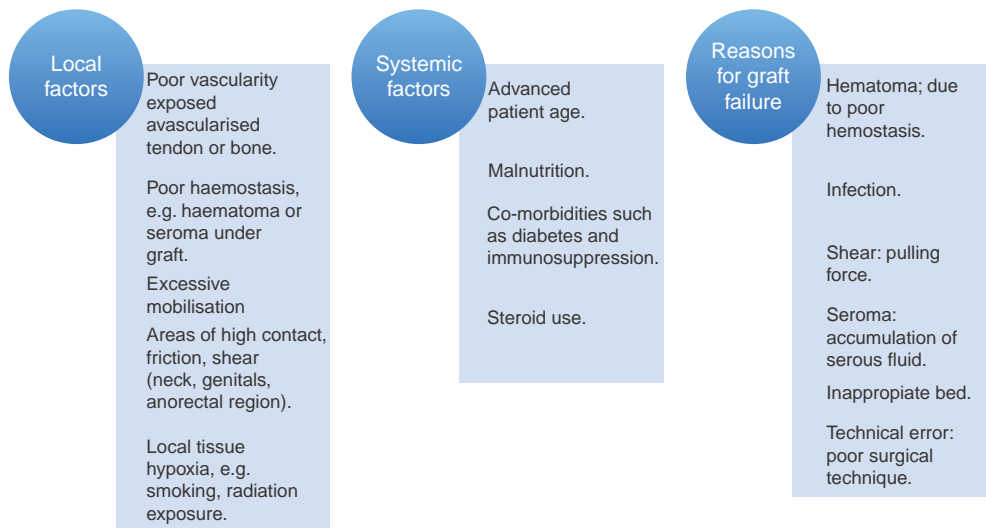 Local
factors
Poor vascularity
exposed
avascularised
tendon or bone.
Poor haemostasis,
e.g. haematoma or
seroma under
graft.
Excessive
mobilisation
Areas of high contact,
friction, shear
(neck, genitals,
anorectal region).
Local tissue
hypoxia, e.g.
smoking, radiation
exposure.
Systemic
factors
Advanced
patient age.
Malnutrition.
Co-morbidities such
as diabetes and
immunosuppression.
Steroid use.
Reasons
for graft
failure
Hematoma; due
to poor
hemostasis.
Infection.
Shear: pulling
force.
Seroma:
accumulation of
serous fluid.
Inappropiate bed.
Technical error:
poor surgical
technique.